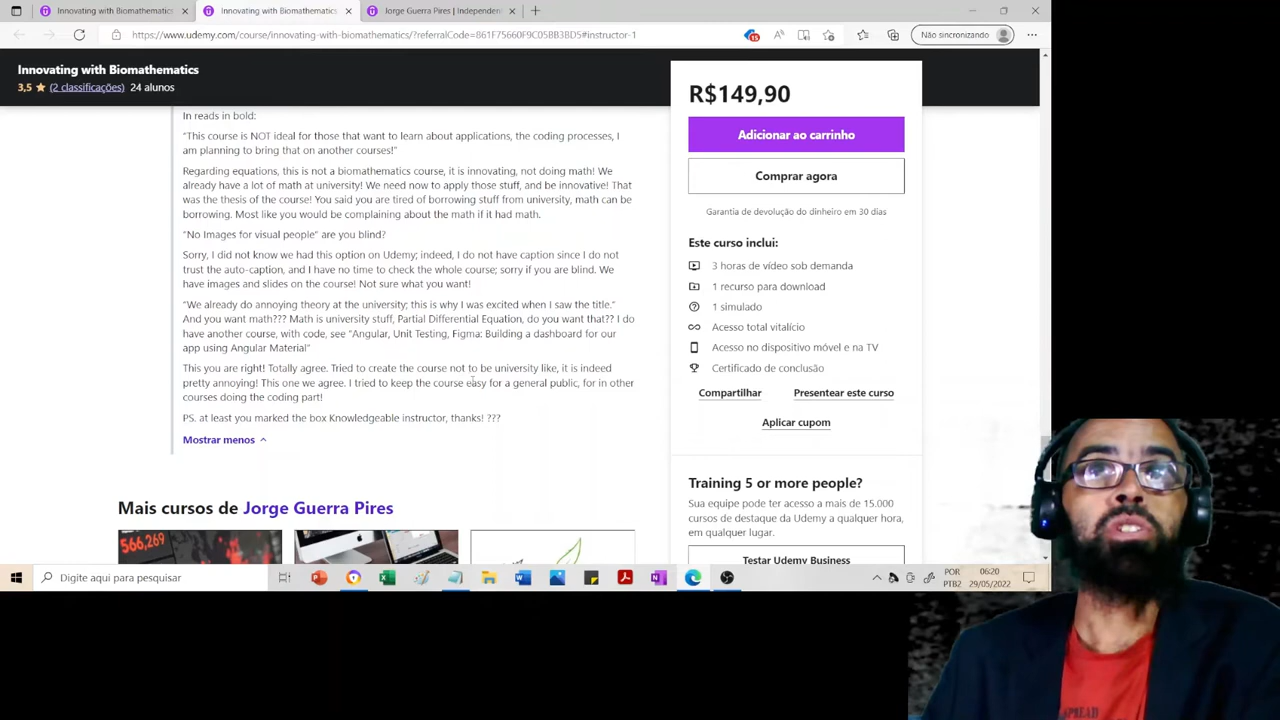 Innovating with Biomathematics
Innovating with Biomathematics
Jorge Guerra Pires | Independen
https://www.udemy.com/course/innovating-with-biomathematics/?referralCode=861F75660F9C05BB3BD5#instructor-1
15
Não sincronizando
Innovating with Biomathematics
3,5 (2 classificações) 24 alunos
In reads in bold:
"This course is NOT ideal for those that want to learn about applications, the coding processes, I
am planning to bring that on another courses!"
Regarding equations, this is not a biomathematics course, it is innovating, not doing math! We
already have a lot of math at university! We need now to apply those stuff, and be innovative! That
was the thesis of the course! You said you are tired of borrowing stuff from university, math can be
borrowing. Most like you would be complaining about the math if it had math.
"No Images for visual people" are you blind?
Sorry, I did not know we had this option on Udemy; indeed, I do not have caption since I do not
trust the auto-caption, and I have no time to check the whole course; sorry if you are blind. We
have images and slides on the course! Not sure what you want!
"We already do annoying theory at the university; this is why I was excited when I saw the title."
And you want math??? Math is university stuff, Partial Differential Equation, do you want that?? I do
have another course, with code, see "Angular, Unit Testing, Figma: Building a dashboard for our
app using Angular Material"
This you are right! Totally agree. Tried to create the course not to be university like, it is indeed
pretty annoying! This one we agree. I tried to keep the course easy for a general public, for in other
courses doing the coding part!
PS. at least you marked the box Knowledgeable instructor, thanks! ???
Mostrar menos
Mais cursos de Jorge Guerra Pires
566,269
R$149,90
Adicionar ao carrinho
Comprar agora
Garantia de devolução do dinheiro em 30 dias
Este curso inclui:
3 horas de vídeo sob demanda
1 recurso para download
1 simulado
Acesso total vitalício
Acesso no dispositivo móvel e na TV
Certificado de conclusão
Compartilhar
Presentear este curso
Aplicar cupom
Training 5 or more people?
Sua equipe pode ter acesso a mais de 15.000
cursos de destaque da Udemy a qualquer hora,
em qualquer lugar.
Testar Udemy Business
Digite aqui para pesquisar
POR
PTB2
06:20
29/05/2022